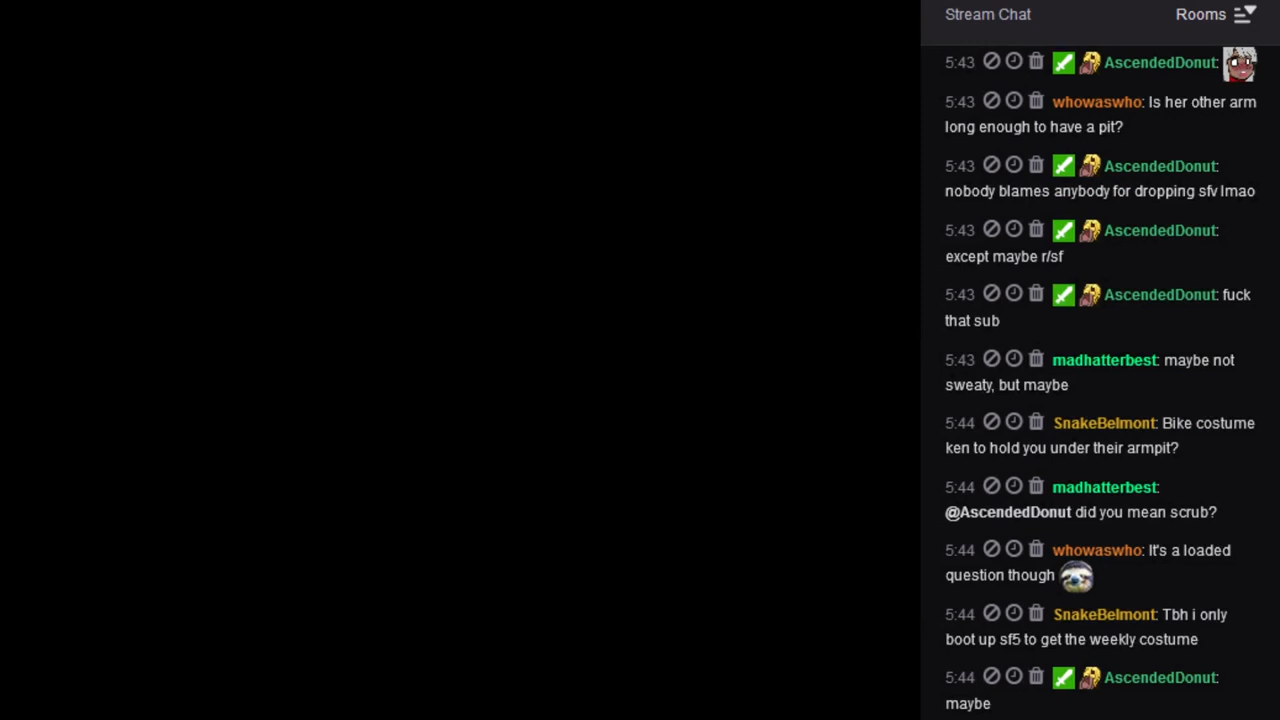 Stream Chat Rooms
5:43 AscendedDonut:
5:43 whowaswho: Is her other arm
long enough to have a pit?
5:43 AscendedDonut:
nobody blames anybody for dropping sfv lmao
5:43 AscendedDonut:
except maybe r/sf
5:43 AscendedDonut: fuck
that sub
5:43 madhatterbest: maybe not
sweaty, but maybe
5:44 SnakeBelmont: Bike costume
ken to hold you under their armpit?
5:44 madhatterbest:
@AscendedDonut did you mean scrub?
5:44 whowaswho: It's a loaded
question though
5:44 SnakeBelmont: Tbh i only
boot up sf5 to get the weekly costume
5:44 AscendedDonut:
maybe